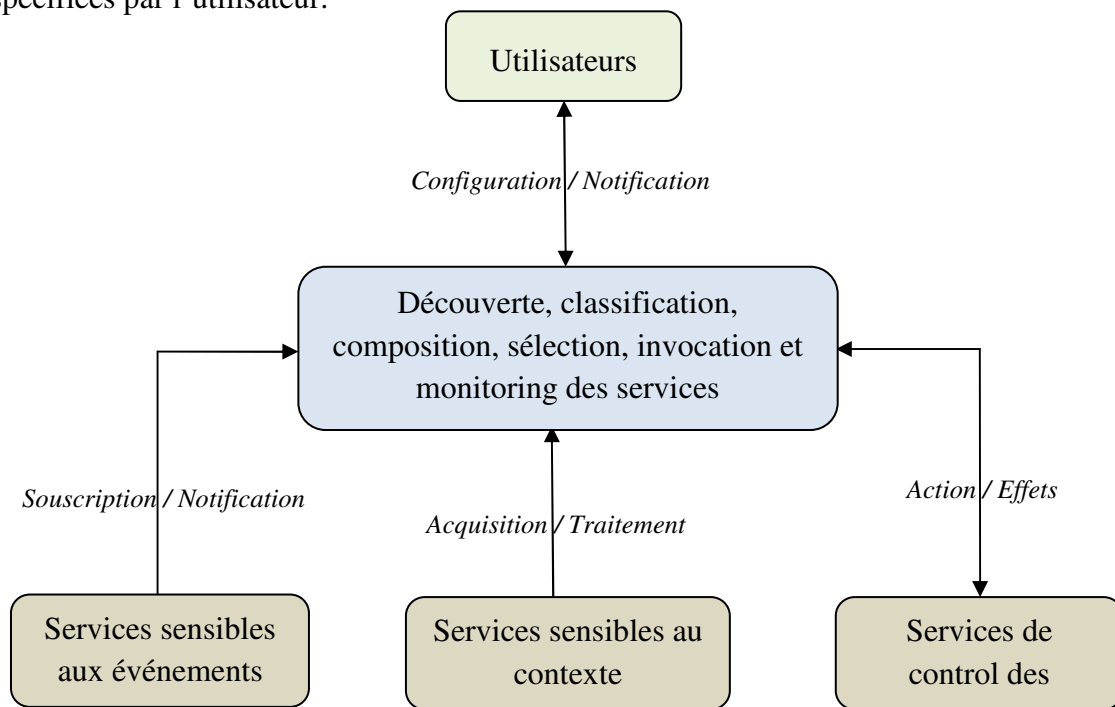 spécifiées par l'utilisateur.
Utilisateurs
Configuration / Notification
Découverte, classification,
composition, sélection, invocation et
monitoring des services
Souscription / Notification
Acquisition / Traitement
Action / Effets
Services sensibles
aux événements
Services sensibles au
contexte
Services de
control des